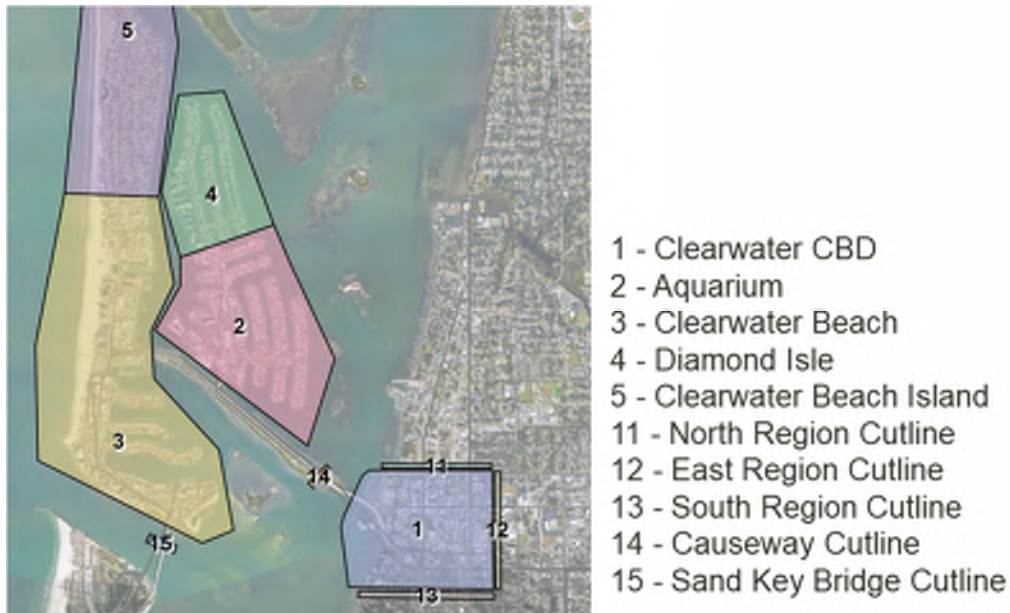 5
4
2
3
14
11
1
12
15
13
1 - Clearwater CBD
2 - Aquarium
3 - Clearwater Beach
4 - Diamond Isle
5 - Clearwater Beach Island
11 - North Region Cutline
12 - East Region Cutline
13 - South Region Cutline
14 - Causeway Cutline
15 - Sand Key Bridge Cutline